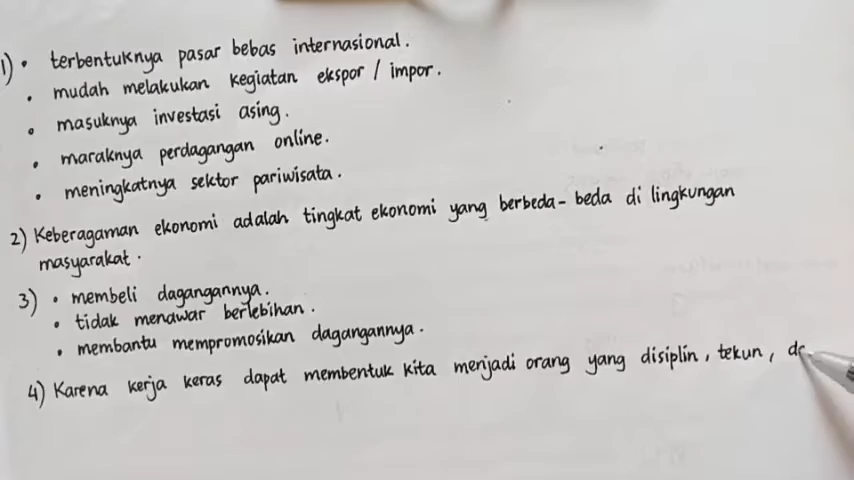 1) • terbentuknya pasar bebas internasional.
• mudah melakukan kegiatan ekspor / impor.
• masuknya investasi asing.
• maraknya perdagangan online.
• meningkatnya sektor pariwisata.
2) Keberagaman ekonomi adalah tingkat ekonomi yang berbeda-beda di lingkungan
masyarakat.
3) • membeli dagangannya.
• tidak menawar berlebihan.
• membantu mempromosikan dagangannya.
4) Karena kerja keras dapat membentuk kita menjadi orang yang disiplin, tekun,